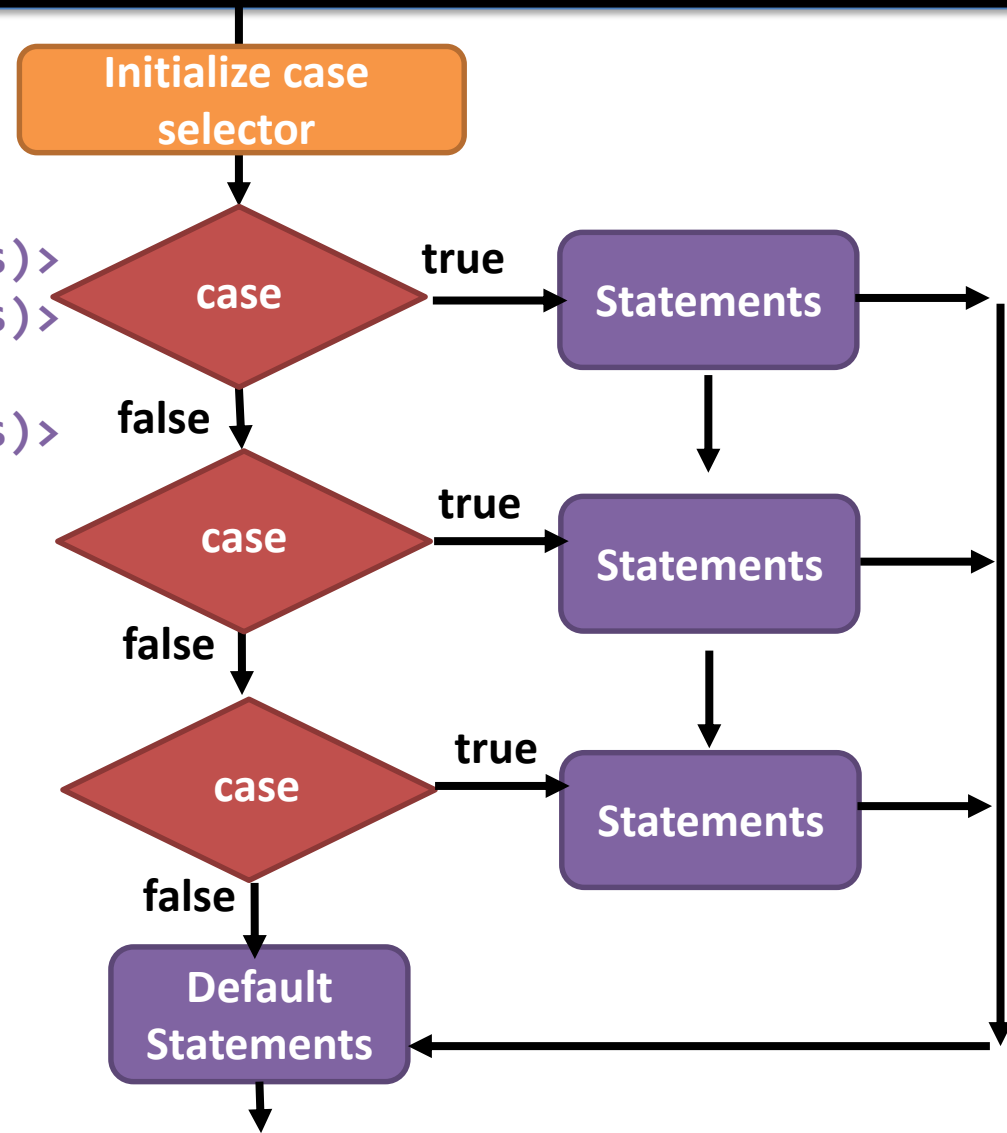 Initialize case
selector
s)>
case
true
Statements
s)>
false
s)>
case
true
Statements
false
case
true
Statements
false
Default
Statements